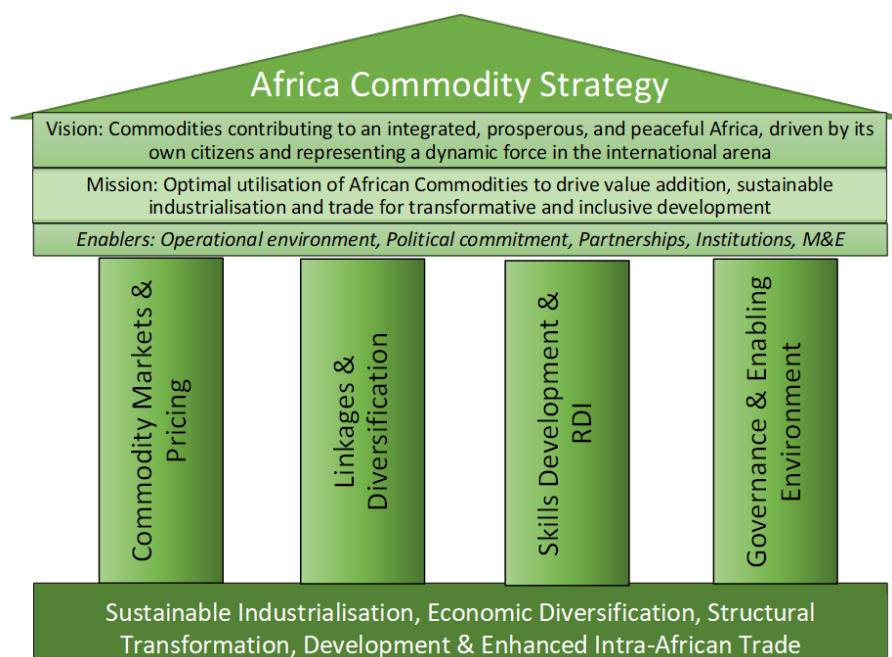 Africa Commodity Strategy
Vision: Commodities contributing to an integrated, prosperous, and peaceful Africa, driven by its
own citizens and representing a dynamic force in the international arena
Mission: Optimal utilisation of African Commodities to drive value addition, sustainable
industrialisation and trade for transformative and inclusive development
Enablers: Operational environment, Political commitment, Partnerships, Institutions, M&E
Commodity Markets &
Pricing
Linkages &
Diversification
Skills Development &
RDI
Governance & Enabling
Environment
Sustainable Industrialisation, Economic Diversification, Structural
Transformation, Development & Enhanced Intra-African Trade